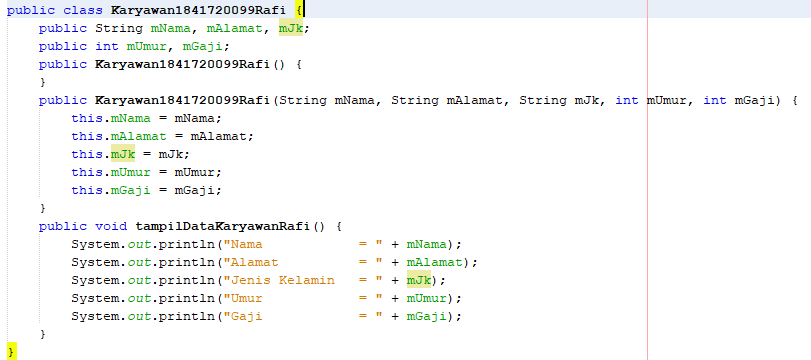 public class Karyawan1841720099Rafi {
    public String mNama, mAlamat, mJk;
    public int mUmur, mGaji;
    public Karyawan1841720099Rafi() {
    }
    public Karyawan1841720099Rafi(String mNama, String mAlamat, String mJk, int mUmur, int mGaji) {
        this.mNama = mNama;
        this.mAlamat = mAlamat;
        this.mJk = mJk;
        this.mUmur = mUmur;
        this.mGaji = mGaji;
    }
    public void tampilDataKaryawanRafi() {
        System.out.println("Nama            = " + mNama);
        System.out.println("Alamat          = " + mAlamat);
        System.out.println("Jenis Kelamin   = " + mJk);
        System.out.println("Umur            = " + mUmur);
        System.out.println("Gaji            = " + mGaji);
    }
}